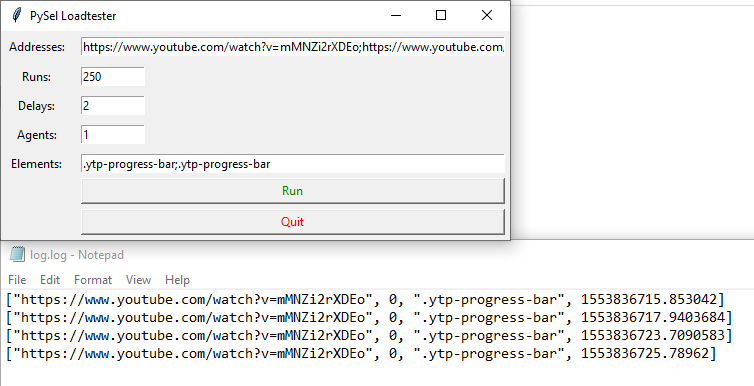 PySel Loadtester
Addresses: https://www.youtube.com/watch?v=mMNZi2rXDEo;https://www.youtube.com,
Runs: 250
Delays: 2
Agents: 1
Elements: .ytp-progress-bar;.ytp-progress-bar
Run
Quit
log.log - Notepad
File Edit Format View Help
["https://www.youtube.com/watch?v=mMNZi2rXDEo", 0, ".ytp-progress-bar", 1553836715.853042]
["https://www.youtube.com/watch?v=mMNZi2rXDEo", 0, ".ytp-progress-bar", 1553836717.9403684]
["https://www.youtube.com/watch?v=mMNZi2rXDEo", 0, ".ytp-progress-bar", 1553836723.7090583]
["https://www.youtube.com/watch?v=mMNZi2rXDEo", 0, ".ytp-progress-bar", 1553836725.78962]